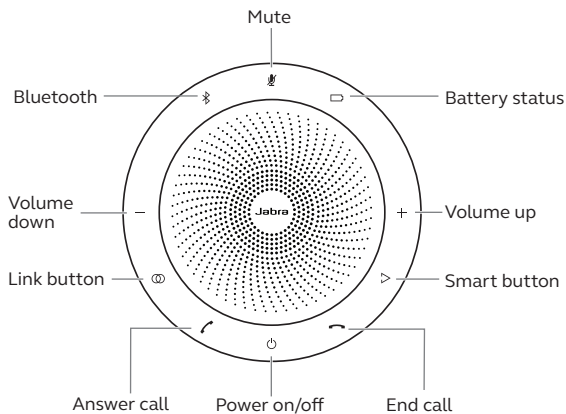 Mute
Bluetooth
Battery status
Volume
down
Jabra
Volume up
Link button
Smart button
Answer call
Power on/off
End call